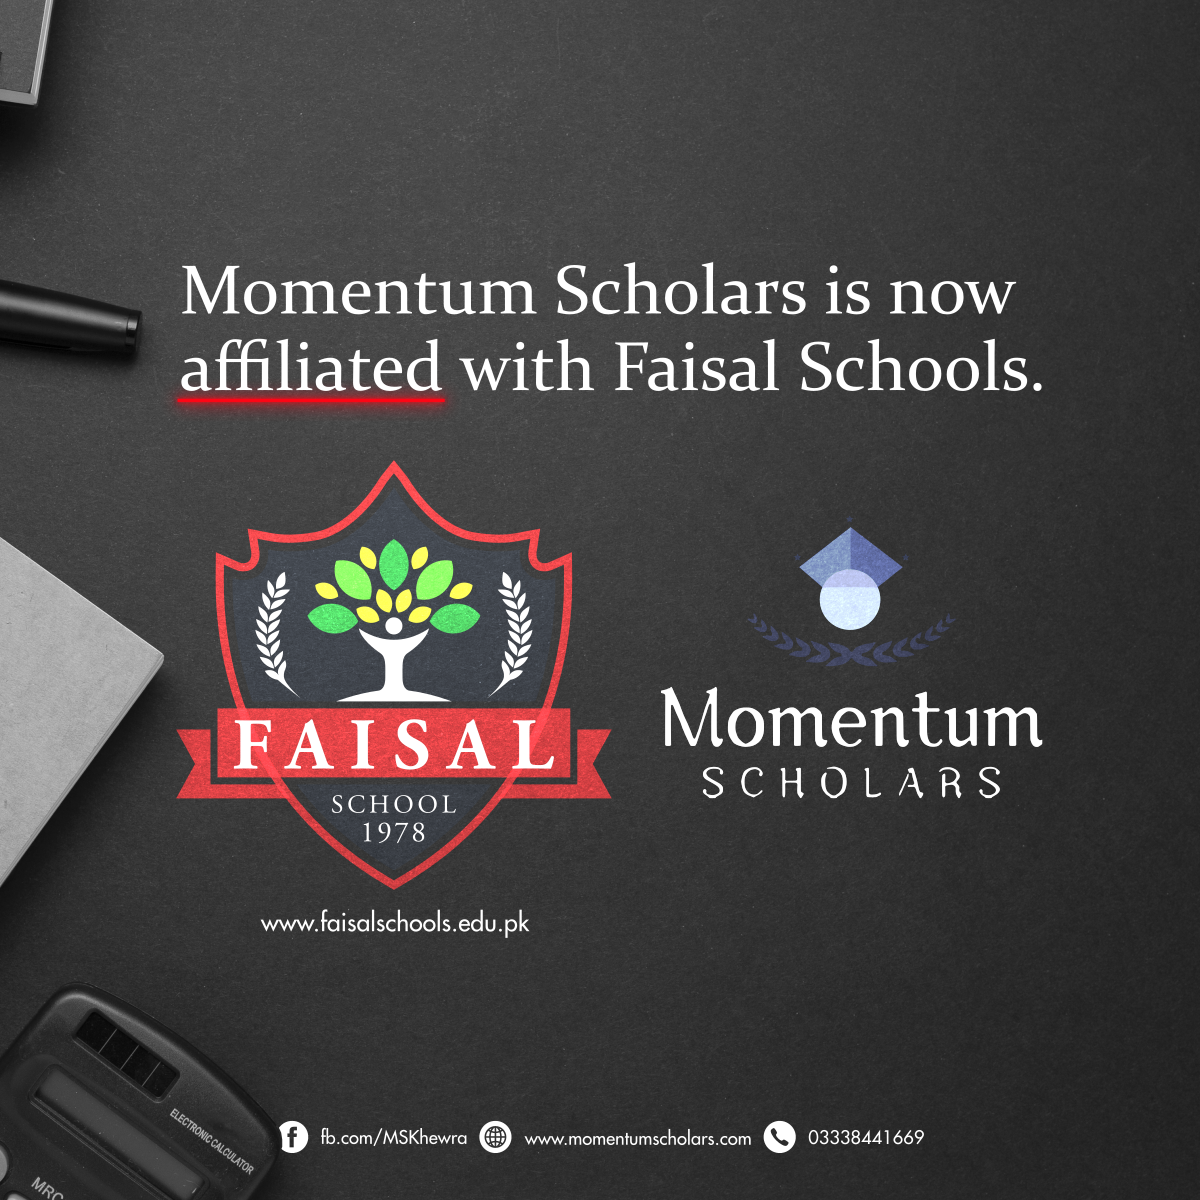 Momentum Scholars is now
affiliated with Faisal Schools.
FAISAL
SCHOOL
1978
www.faisalschools.edu.pk
Momentum
SCHOLARS
ELECTRONIC CALCULATOR
MRC
fb.com/MSKhewra www.momentumscholars.com 03338441669